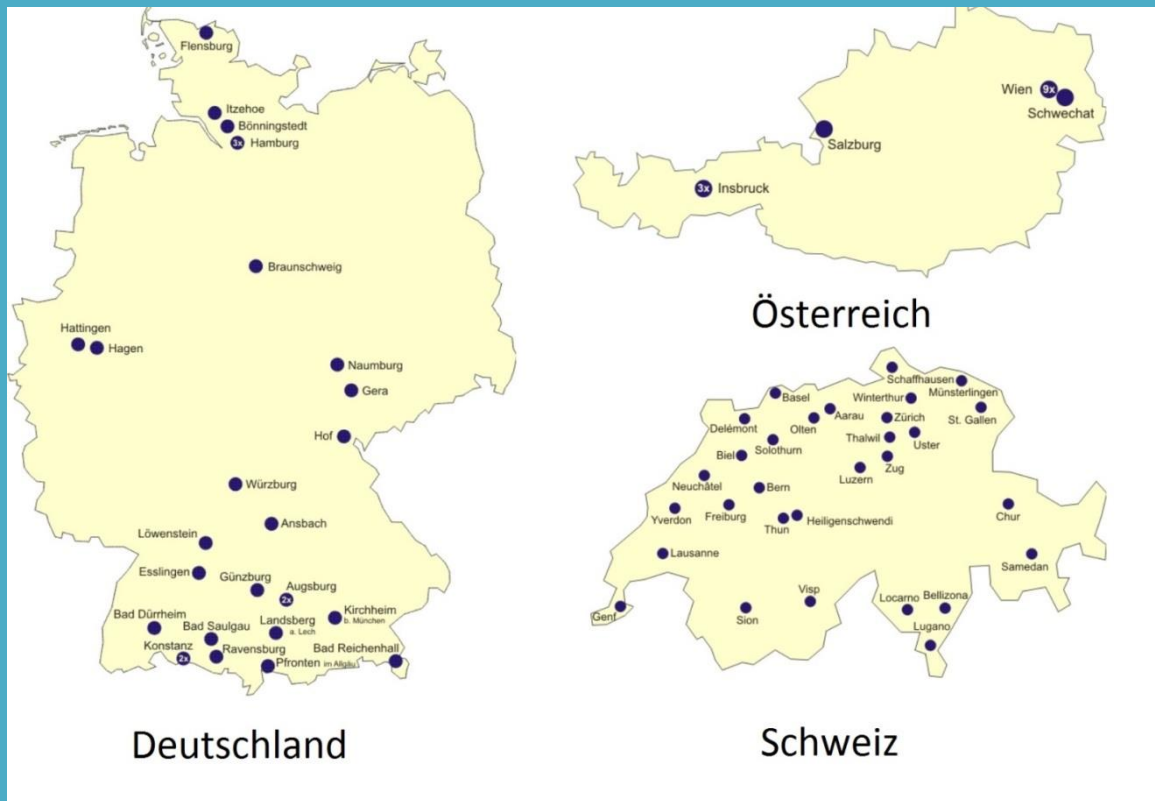 Flensburg
Itzehoe
Bönningstedt
3x Hamburg
Braunschweig
Hattingen
Hagen
Naumburg
Gera
Hof
Würzburg
Ansbach
Löwenstein
Esslingen
Günzburg
Augsburg
2x
Bad Dürrheim
Bad Saulgau
Landsberg
a. Lech
Kirchheim
b. München
Konstanz
2x
Ravensburg
Bad Reichenhall
Pfronten im Allgäu
Deutschland
Wien 9x
Schwechat
Salzburg
3x Insbruck
Österreich
Schaffhausen
Münsterlingen
Basel
Winterthur
Aarau
St. Gallen
Delémont
Olten
Zürich
Thalwil
Uster
Solothurn
Biel
Zug
Luzern
Neuchâtel
Bern
Yverdon
Freiburg
Thun
Heiligenschwendi
Chur
Lausanne
Samedan
Visp
Genf
Sion
Locarno
Bellizona
Lugano
Schweiz